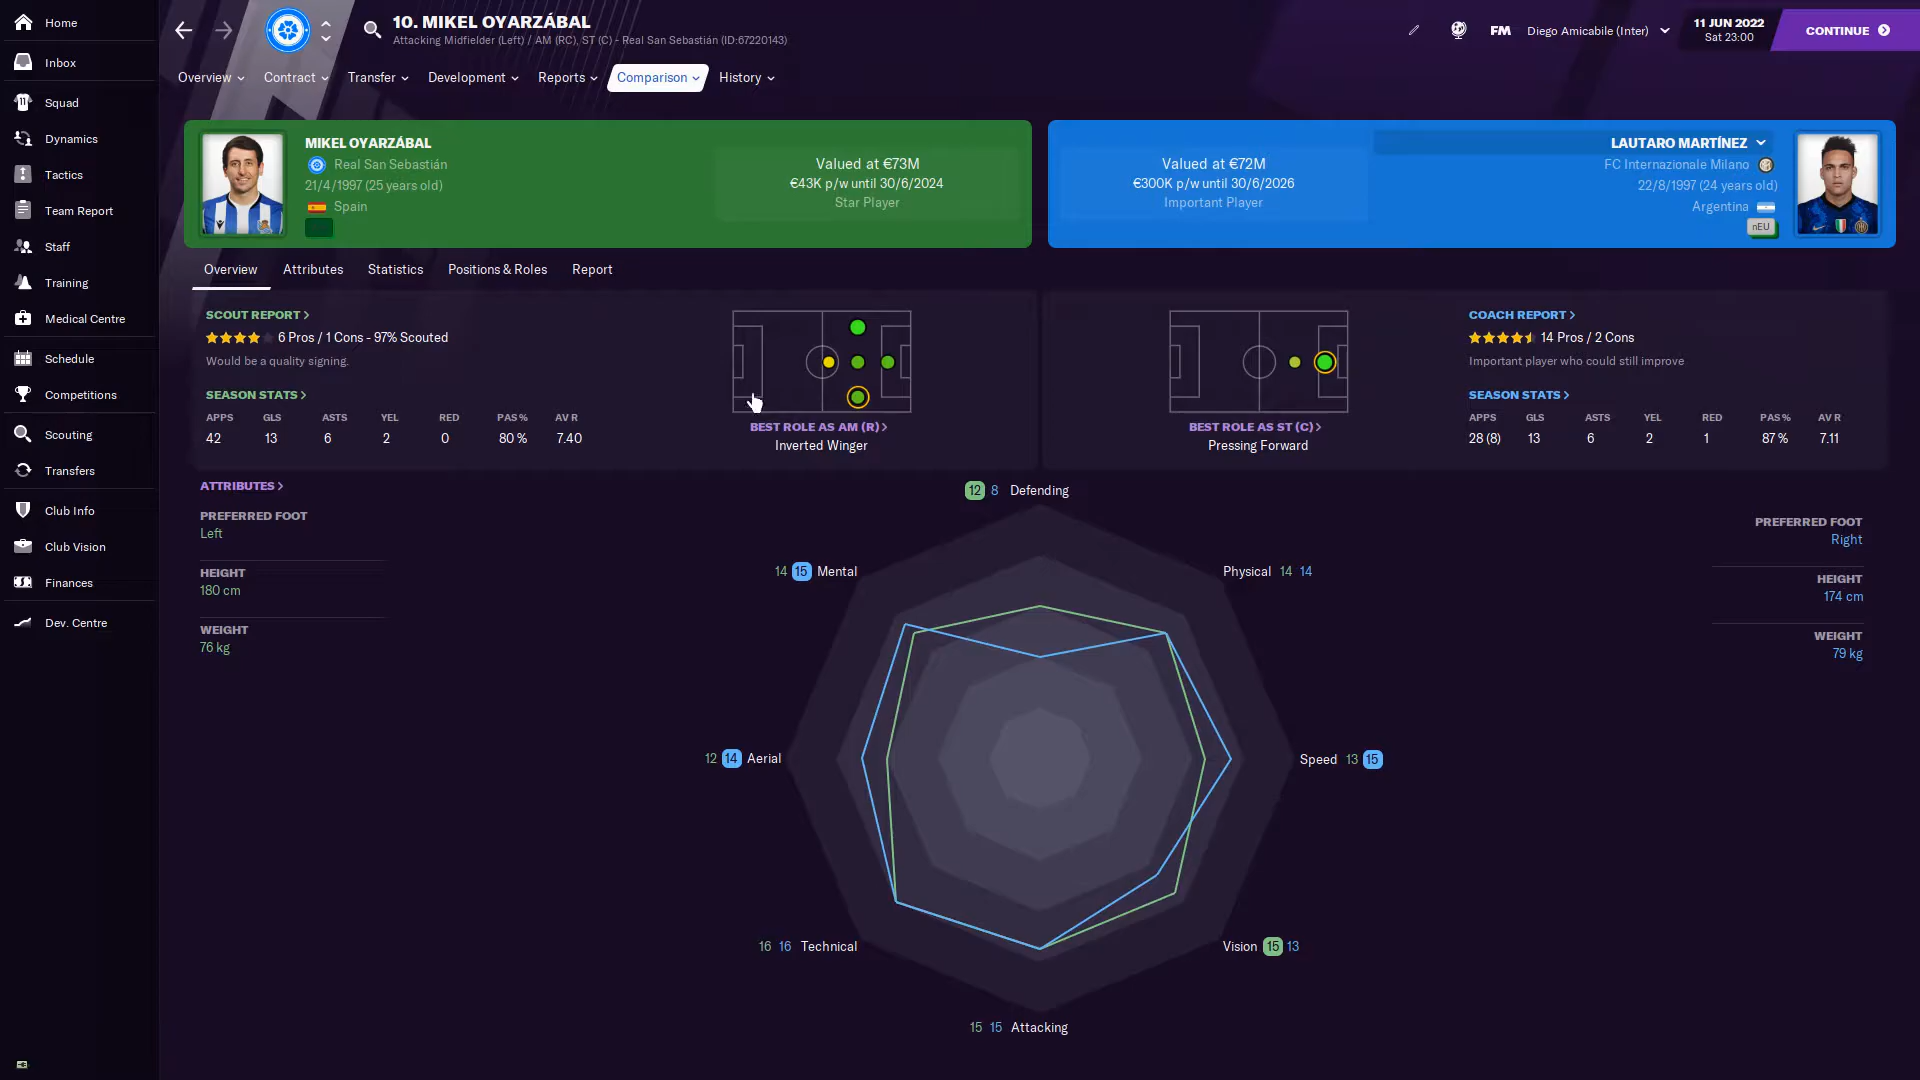 Home
Inbox
Squad
Dynamics
Tactics
Team Report
Staff
Training
Medical Centre
Schedule
Competitions
Scouting
Transfers
Club Info
Club Vision
Finances
Dev. Centre
10. MIKEL OYARZÁBAL
Attacking Midfielder (Left) / AM (RC), ST (C) - Real San Sebastián (ID:67220143)
FM
Diego Amicabile (Inter)
11 JUN 2022
Sat 23:00
CONTINUE
Overview Contract Transfer Development Reports Comparison History
MIKEL OYARZÁBAL
Real San Sebastián
21/4/1997 (25 years old)
Spain
Valued at €73M
€43K p/w until 30/6/2024
Star Player
Valued at €72M
€300K p/w until 30/6/2026
Important Player
LAUTARO MARTÍNEZ
FC Internazionale Milano
22/8/1997 (24 years old)
Argentina
nEU
Overview Attributes Statistics Positions & Roles Report
SCOUT REPORT >
6 Pros / 1 Cons - 97% Scouted
Would be a quality signing.
SEASON STATS >
APPS GLS ASTS YEL RED PAS % AV R
42 13 6 2 0 80 % 7.40
BEST ROLE AS AM (R) >
Inverted Winger
BEST ROLE AS ST (C) >
Pressing Forward
COACH REPORT >
14 Pros / 2 Cons
Important player who could still improve
SEASON STATS >
APPS GLS ASTS YEL RED PAS % AV R
28 (8) 13 6 2 1 87 % 7.11
ATTRIBUTES >
PREFERRED FOOT
Left
HEIGHT
180 cm
WEIGHT
76 kg
12 8 Defending
14 15 Mental
Physical 14 14
12 14 Aerial
Speed 13 15
16 16 Technical
Vision 15 13
15 15 Attacking
PREFERRED FOOT
Right
HEIGHT
174 cm
WEIGHT
79 kg